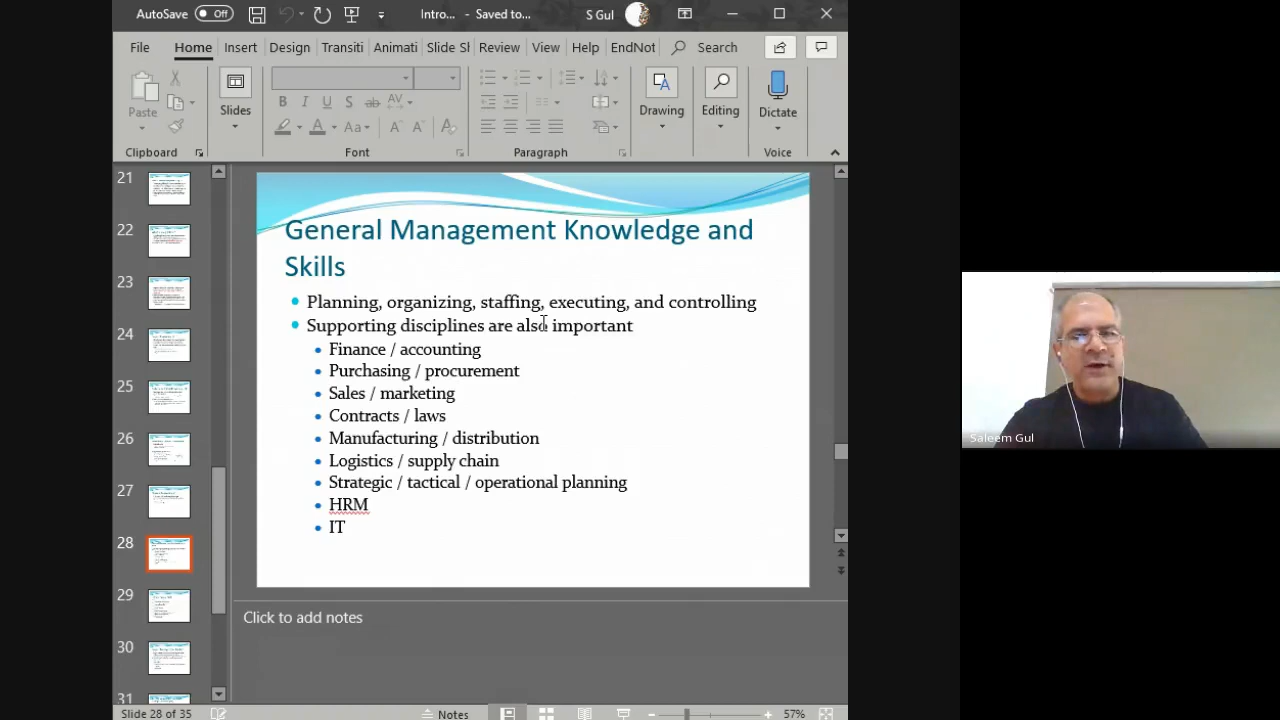 AutoSave Off Intro... - Saved to... S Gul
File Home Insert Design Transiti Animati Slide Sl Review View Help EndNot Search
Paste Slides Drawing Editing Dictate
Clipboard Font Paragraph Voice
21
22
23
24
25
26
27
28
29
30
31
General Management Knowledge and
Skills
Planning, organizing, staffing, executing, and controlling
Supporting disciplines are also important
Finance / accounting
Purchasing / procurement
Sales / marketing
Contracts / laws
Manufacturing / distribution
Logistics / supply chain
Strategic / tactical / operational planning
HRM
IT
Click to add notes
Slide 28 of 35 Notes 57%
Saleem Gul